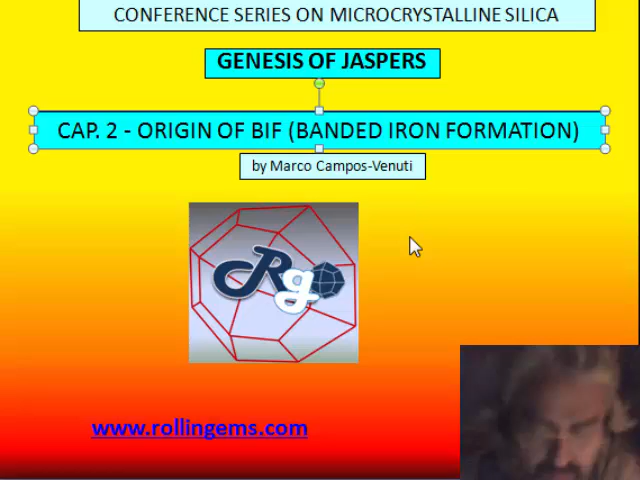 CONFERENCE SERIES ON MICROCRYSTALLINE SILICA
GENESIS OF JASPERS
CAP. 2 - ORIGIN OF BIF (BANDED IRON FORMATION)
by Marco Campos-Venuti
Rg
www.rollingems.com